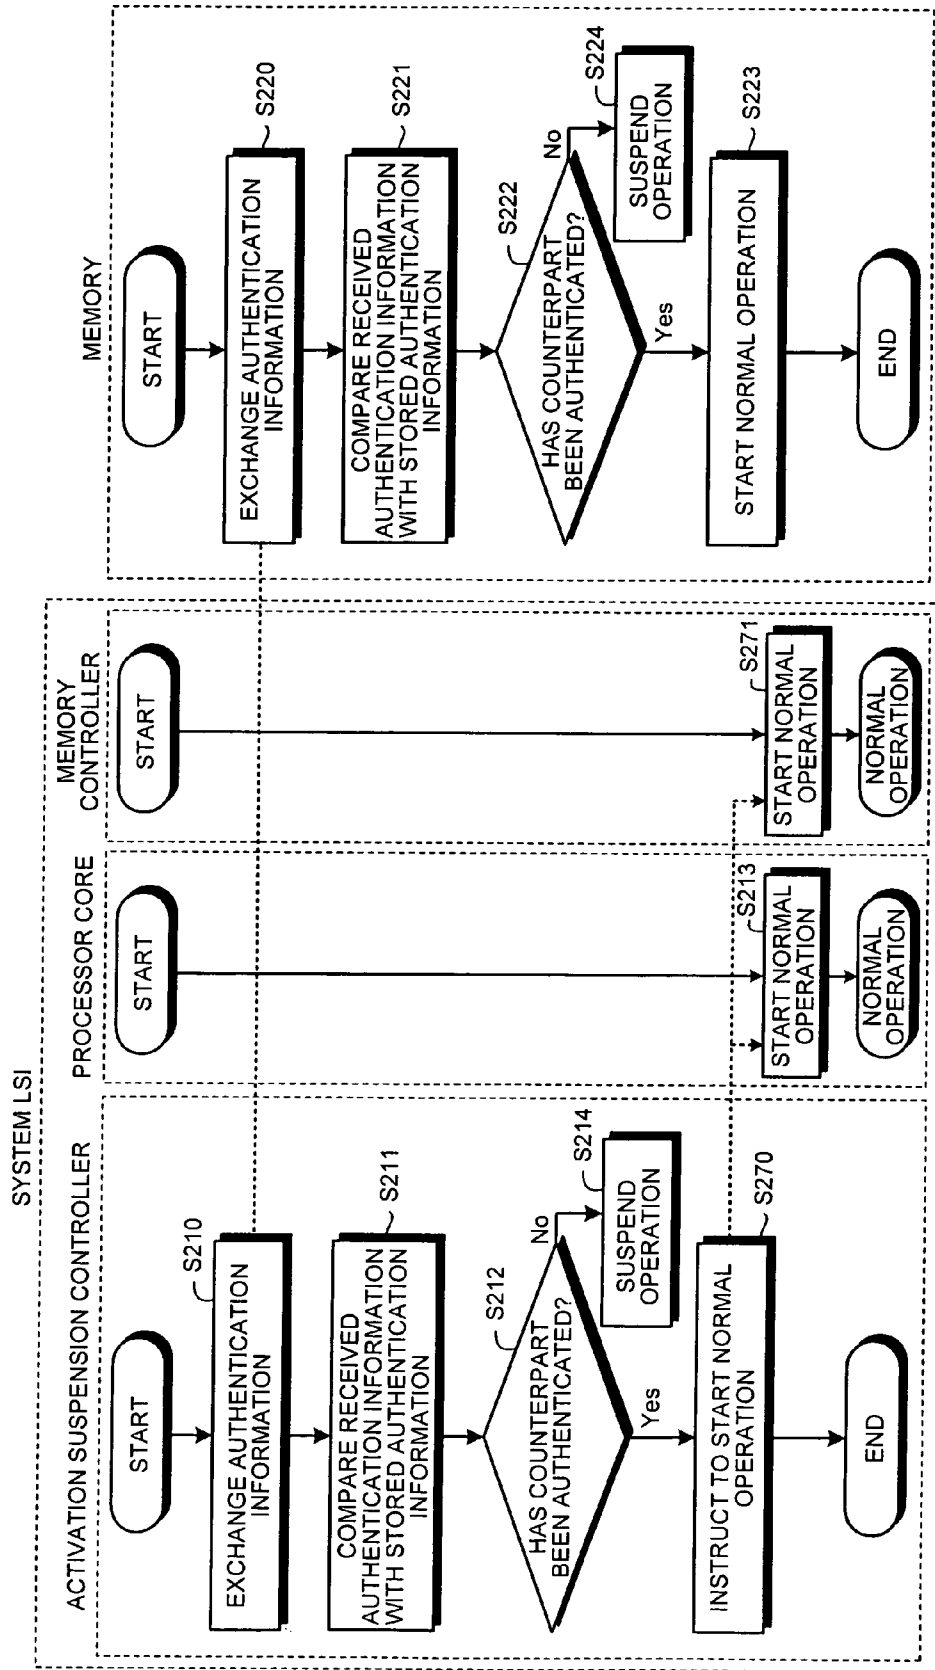 SYSTEM LSI
ACTIVATION SUSPENSION CONTROLLER
START
S210
EXCHANGE AUTHENTICATION
INFORMATION
S211
COMPARE RECEIVED
AUTHENTICATION INFORMATION
WITH STORED AUTHENTICATION
INFORMATION
S212
HAS COUNTERPART
BEEN AUTHENTICATED?
No
S214
SUSPEND
OPERATION
Yes
S270
INSTRUCT TO START NORMAL
OPERATION
END
PROCESSOR CORE
START
S213
START NORMAL
OPERATION
NORMAL
OPERATION
MEMORY
CONTROLLER
START
S271
START NORMAL
OPERATION
NORMAL
OPERATION
MEMORY
START
S220
EXCHANGE AUTHENTICATION
INFORMATION
S221
COMPARE RECEIVED
AUTHENTICATION INFORMATION
WITH STORED AUTHENTICATION
INFORMATION
S222
HAS COUNTERPART
BEEN AUTHENTICATED?
No
S224
SUSPEND
OPERATION
Yes
S223
START NORMAL OPERATION
END